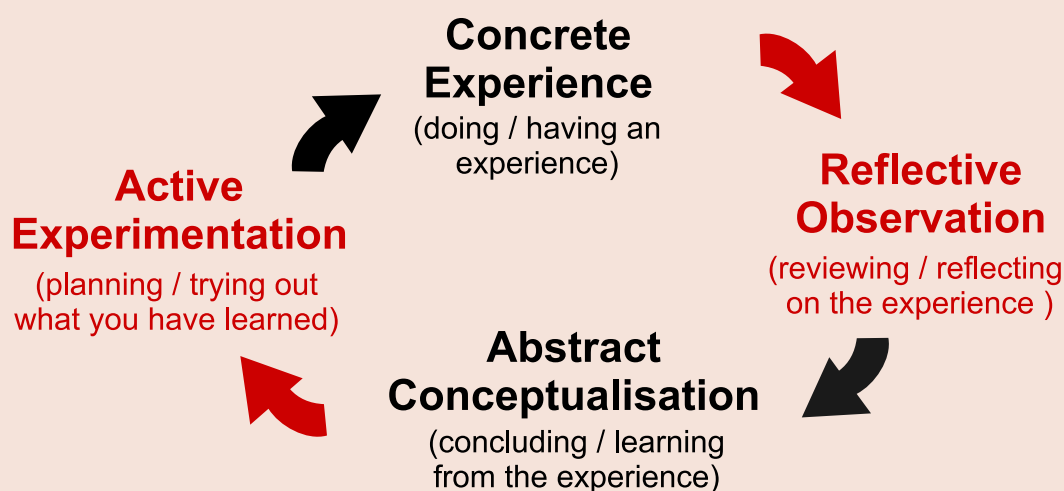 Concrete
Experience
(doing / having an
experience)
Reflective
Observation
(reviewing / reflecting
on the experience )
Abstract
Conceptualisation
(concluding / learning
from the experience)
Active
Experimentation
(planning / trying out
what you have learned)